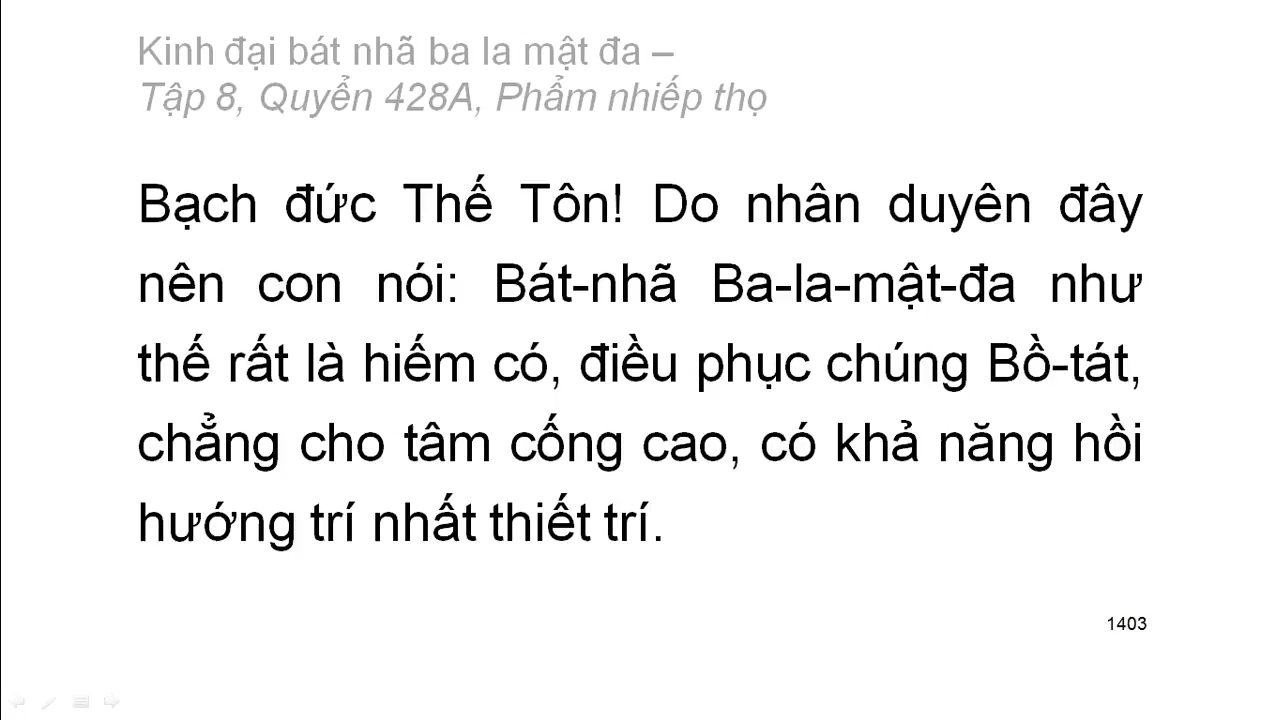 Kinh đại bát nhã ba la mật đa –
Tập 8, Quyển 428A, Phẩm nhiếp thọ
Bạch đức Thế Tôn! Do nhân duyên đây
nên con nói: Bát-nhã Ba-la-mật-đa như
thế rất là hiếm có, điều phục chúng Bồ-tát,
chẳng cho tâm cống cao, có khả năng hồi
hướng trí nhất thiết trí.
1403